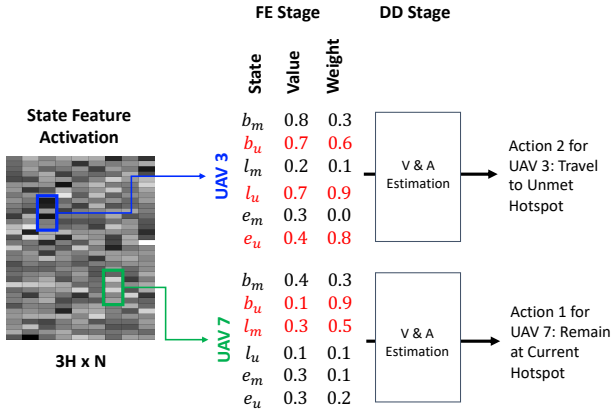 FE Stage
DD Stage
State
Value
Weight
State Feature
Activation
3H x N
UAV 3
b_m 0.8 0.3
b_u 0.7 0.6
l_m 0.2 0.1
l_u 0.7 0.9
e_m 0.3 0.0
e_u 0.4 0.8
V & A
Estimation
Action 2 for
UAV 3: Travel
to Unmet
Hotspot
UAV 7
b_m 0.4 0.3
b_u 0.1 0.9
l_m 0.3 0.5
l_u 0.1 0.1
e_m 0.3 0.1
e_u 0.3 0.2
V & A
Estimation
Action 1 for
UAV 7: Remain
at Current
Hotspot